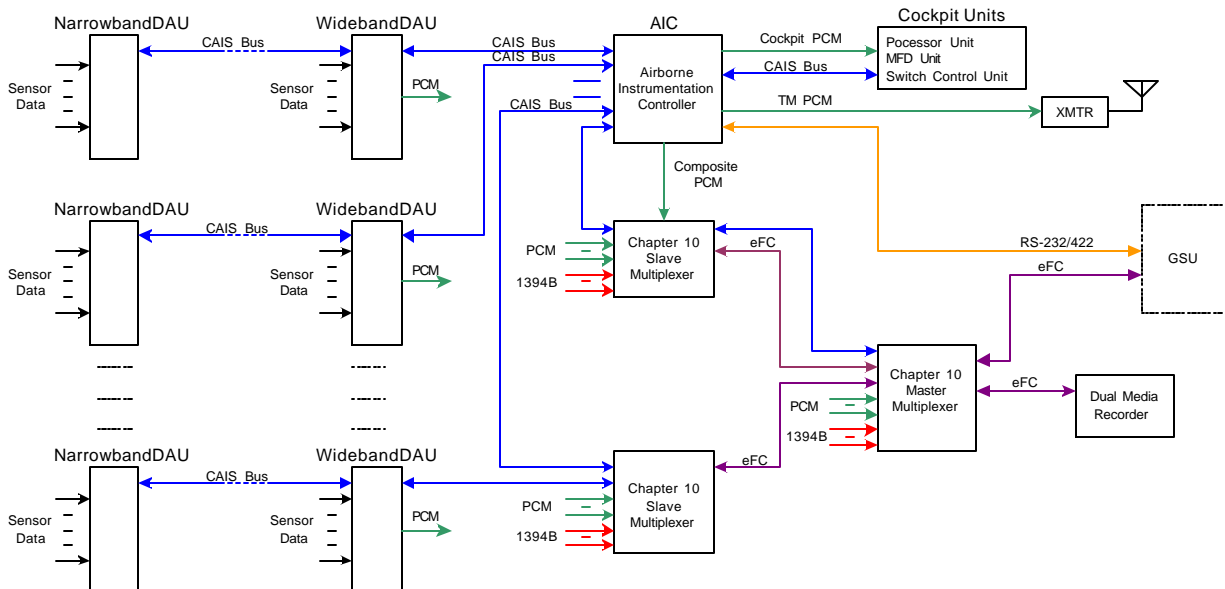 NarrowbandDAU
WidebandDAU
AIC
Cockpit Units
CAIS Bus
CAIS Bus
CAIS Bus
Cockpit PCM
Pocessor Unit
MFD Unit
Switch Control Unit
Sensor
Data
Sensor
Data
PCM
CAIS Bus
Airborne
Instrumentation
Controller
CAIS Bus
TM PCM
XMTR
Composite
PCM
NarrowbandDAU
WidebandDAU
CAIS Bus
Sensor
Data
Sensor
Data
PCM
PCM
1394B
Chapter 10
Slave
Multiplexer
eFC
RS-232/422
eFC
GSU
Chapter 10
Master
Multiplexer
PCM
1394B
eFC
Dual Media
Recorder
NarrowbandDAU
WidebandDAU
CAIS Bus
Sensor
Data
Sensor
Data
PCM
PCM
1394B
Chapter 10
Slave
Multiplexer
eFC